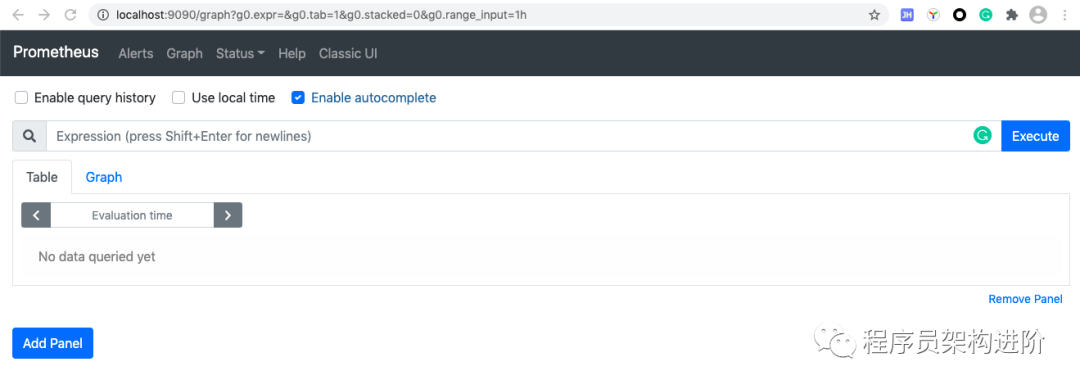 localhost:9090/graph?g0.expr=&g0.tab=1&g0.stacked=0&g0.range_input=1h
JH
Prometheus Alerts Graph Status Help Classic UI
Enable query history Use local time Enable autocomplete
Expression (press Shift+Enter for newlines) Execute
Table Graph
Evaluation time
No data queried yet
Remove Panel
Add Panel
程序员架构进阶